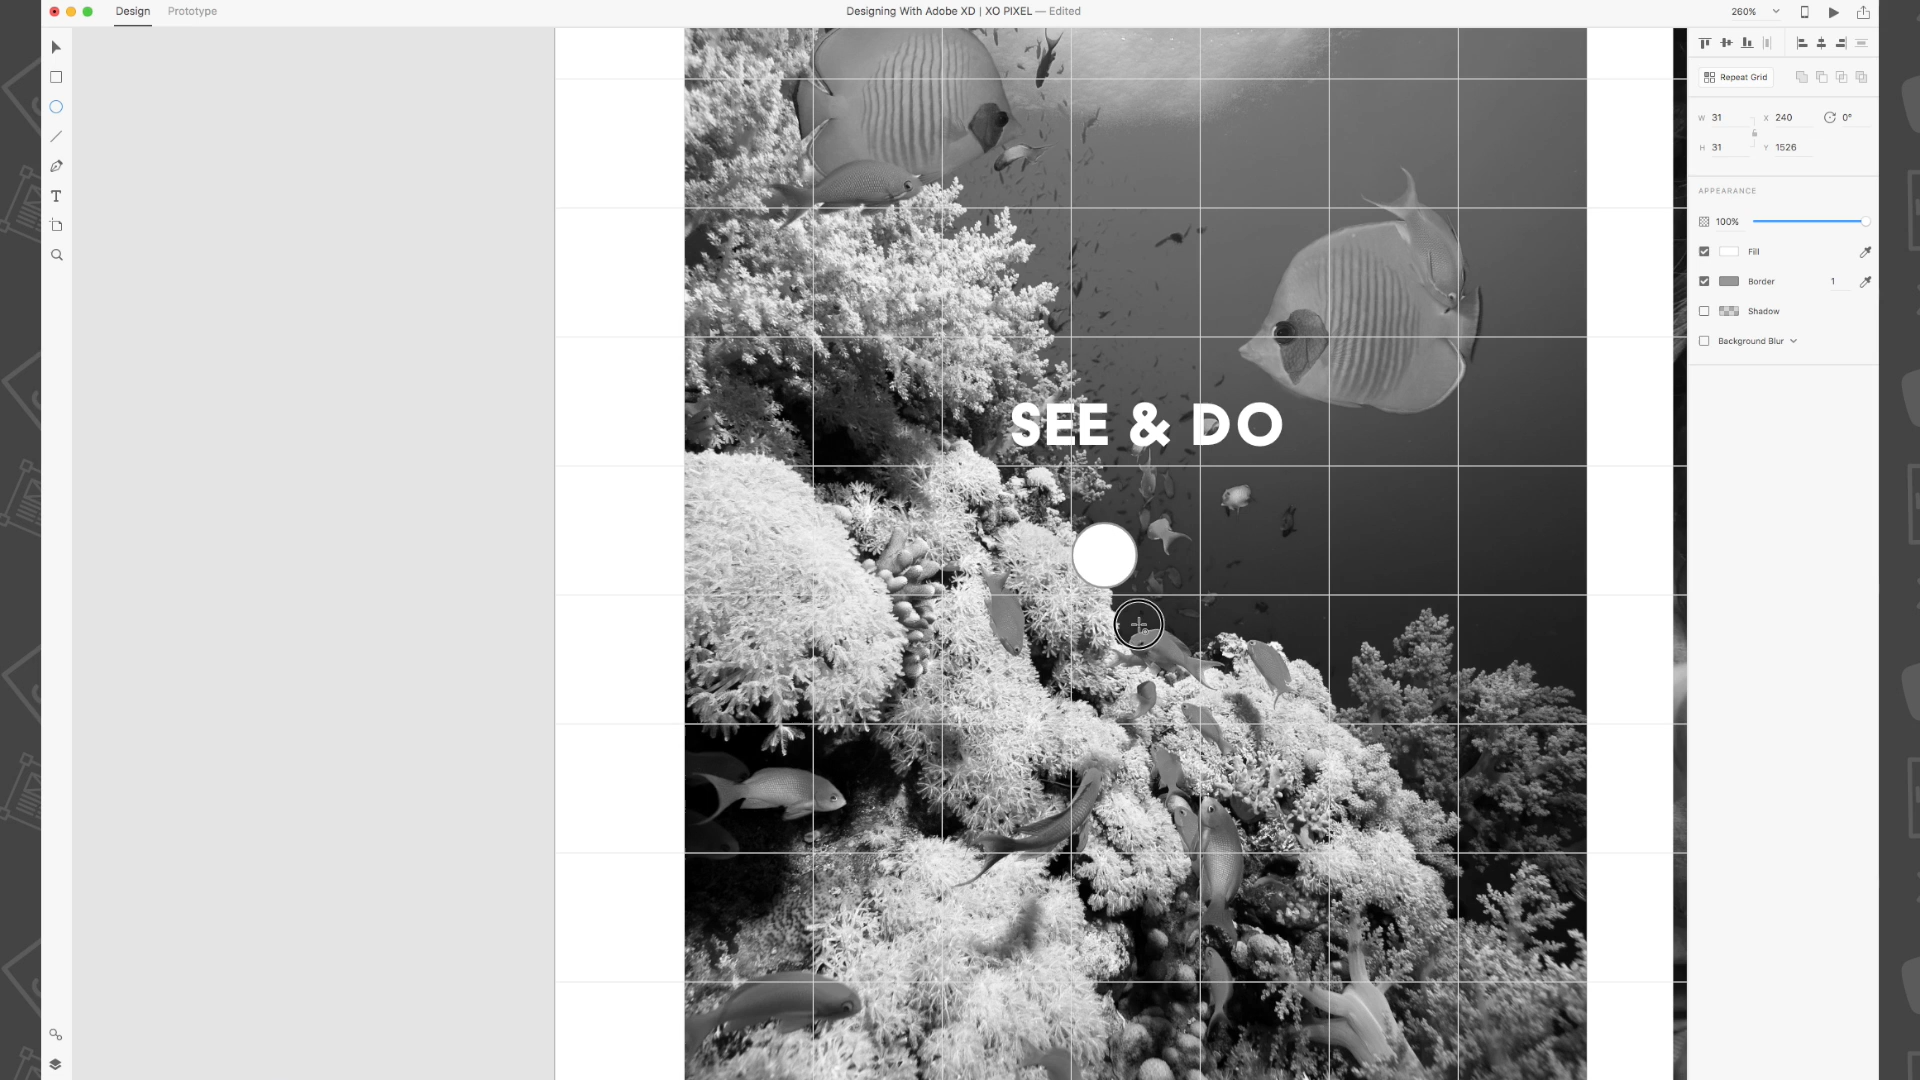 Design
Prototype
Designing With Adobe XD | XO PIXEL — Edited
260%
Repeat Grid
W 31
X 240
0°
H 31
Y 1526
APPEARANCE
100%
Fill
Border
1
Shadow
Background Blur
T
SEE & DO